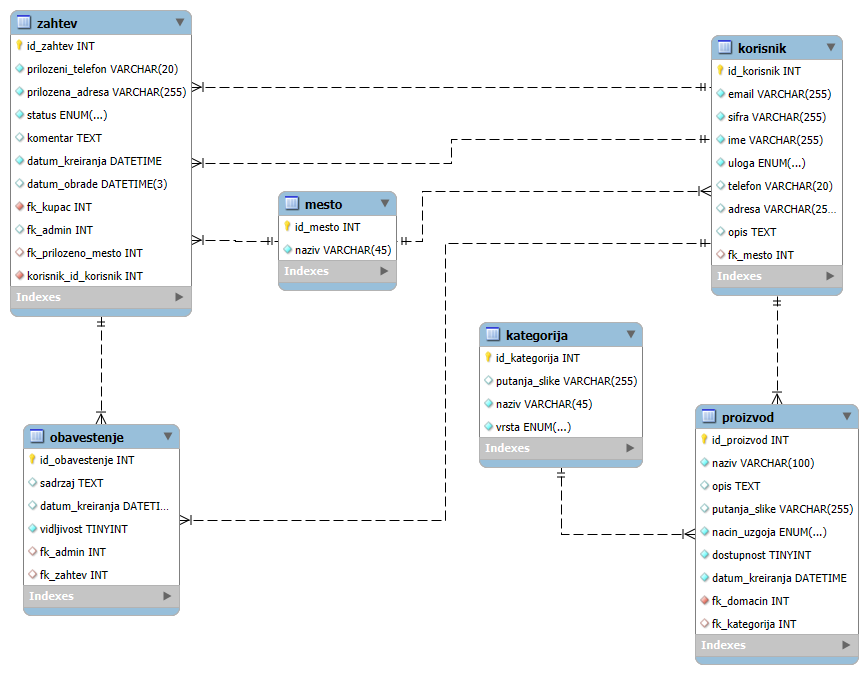 zahtev
id_zahtev INT
prilozeni_telefon VARCHAR(20)
prilozena_adresa VARCHAR(255)
status ENUM(...)
komentar TEXT
datum_kreiranja DATETIME
datum_obrade DATETIME(3)
fk_kupac INT
fk_admin INT
fk_prilozeno_mesto INT
korisnik_id_korisnik INT
Indexes
korisnik
id_korisnik INT
email VARCHAR(255)
sifra VARCHAR(255)
ime VARCHAR(255)
uloga ENUM(...)
telefon VARCHAR(20)
adresa VARCHAR(25...
opis TEXT
fk_mesto INT
Indexes
mesto
id_mesto INT
naziv VARCHAR(45)
Indexes
kategorija
id_kategorija INT
putanja_slike VARCHAR(255)
naziv VARCHAR(45)
vrsta ENUM(...)
Indexes
obavestenje
id_obavestenje INT
sadrzaj TEXT
datum_kreiranja DATETI...
vidljivost TINYINT
fk_admin INT
fk_zahtev INT
Indexes
proizvod
id_proizvod INT
naziv VARCHAR(100)
opis TEXT
putanja_slike VARCHAR(255)
nacin_uzgoja ENUM(...)
dostupnost TINYINT
datum_kreiranja DATETIME
fk_domacin INT
fk_kategorija INT
Indexes